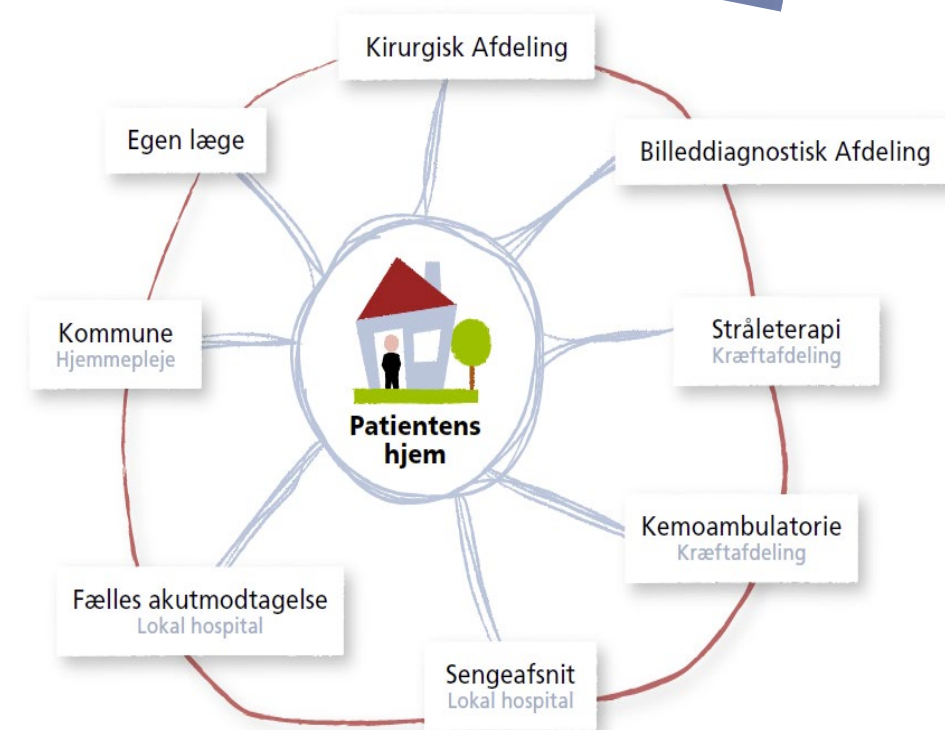 Kirurgisk Afdeling
Egen læge
Billeddiagnostisk Afdeling
Kommune
Hjemmepleje
Stråleterapi
Kræftafdeling
Patientens
hjem
Kemoambulatorie
Kræftafdeling
Fælles akutmodtagelse
Lokal hospital
Sengeafsnit
Lokal hospital